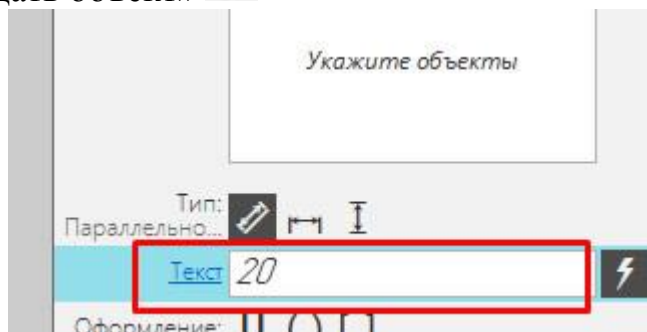 Укажите объекты
Тип:
Параллельно...
Текст 20
Оформление: